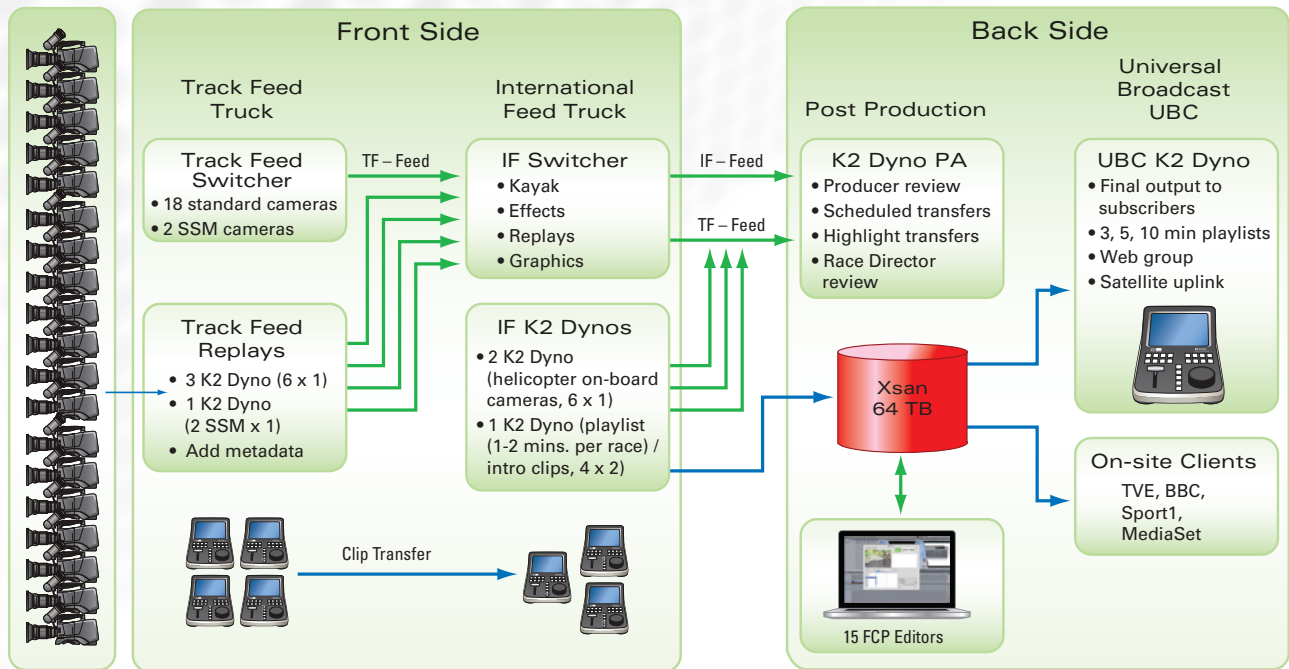 Front Side
Track Feed
Truck
Track Feed
Switcher
• 18 standard cameras
• 2 SSM cameras
TF – Feed
Track Feed
Replays
• 3 K2 Dyno (6 x 1)
• 1 K2 Dyno
(2 SSM x 1)
• Add metadata
International
Feed Truck
IF Switcher
• Kayak
• Effects
• Replays
• Graphics
IF K2 Dynos
• 2 K2 Dyno
(helicopter on-board
cameras, 6 x 1)
• 1 K2 Dyno (playlist
(1-2 mins. per race) /
intro clips, 4 x 2)
Clip Transfer
IF – Feed
TF – Feed
Back Side
Post Production
K2 Dyno PA
• Producer review
• Scheduled transfers
• Highlight transfers
• Race Director
review
Xsan
64 TB
15 FCP Editors
Universal
Broadcast
UBC
UBC K2 Dyno
• Final output to
subscribers
• 3, 5, 10 min playlists
• Web group
• Satellite uplink
On-site Clients
TVE, BBC,
Sport1,
MediaSet